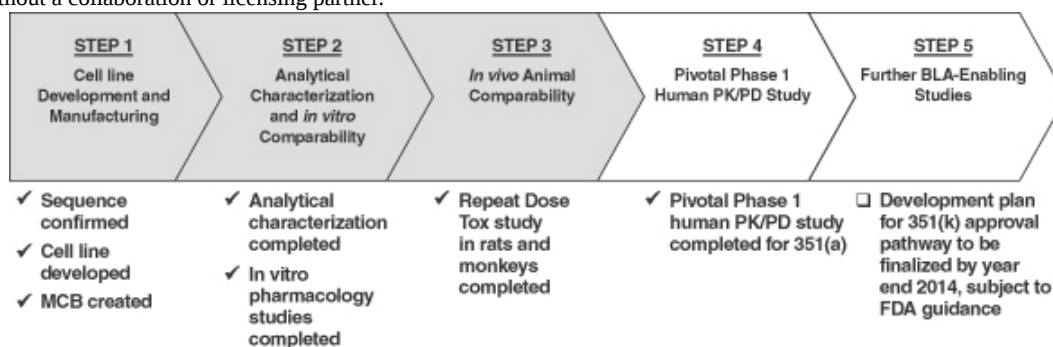 without a collaboration or licensing partner.
STEP 1
Cell line
Development and
Manufacturing
STEP 2
Analytical
Characterization
and in vitro
Comparability
STEP 3
In vivo Animal
Comparability
STEP 4
Pivotal Phase 1
Human PK/PD Study
STEP 5
Further BLA-Enabling
Studies
✓ Sequence
confirmed
✓ Cell line
developed
✓ MCB created
✓ Analytical
characterization
completed
✓ In vitro
pharmacology
studies
completed
✓ Repeat Dose
Tox study
in rats and
monkeys
completed
✓ Pivotal Phase 1
human PK/PD study
completed for 351(a)
❑ Development plan
for 351(k) approval
pathway to be
finalized by year
end 2014, subject to
FDA guidance